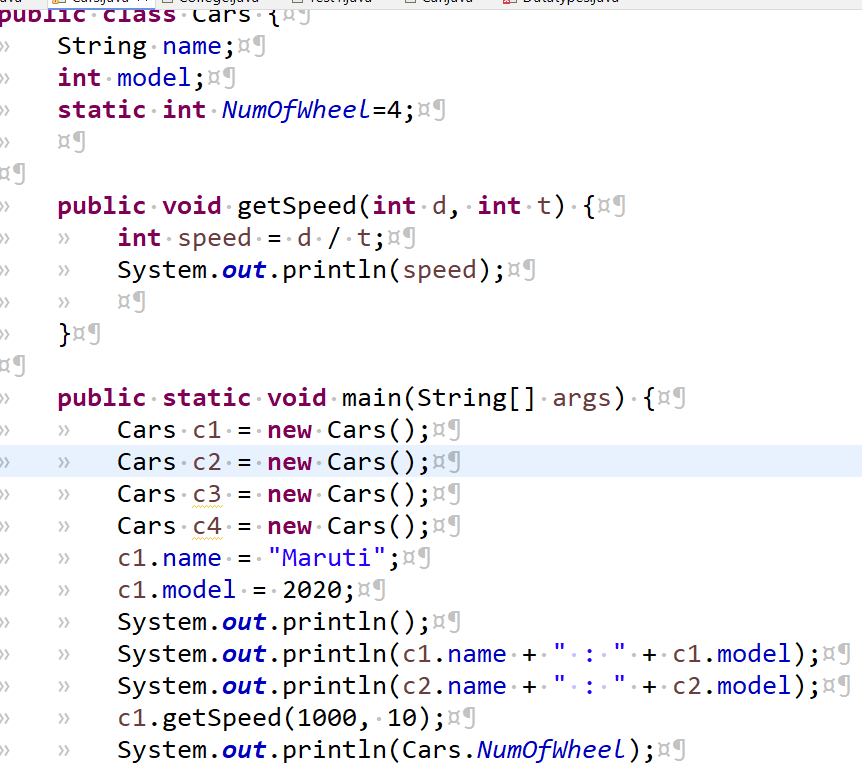 public class Cars {
String name;
int model;
static int NumOfWheel=4;
public void getSpeed(int d, int t) {
int speed = d / t;
System.out.println(speed);
}
public static void main(String[] args) {
Cars c1 = new Cars();
Cars c2 = new Cars();
Cars c3 = new Cars();
Cars c4 = new Cars();
c1.name = "Maruti";
c1.model = 2020;
System.out.println();
System.out.println(c1.name + " : " + c1.model);
System.out.println(c2.name + " : " + c2.model);
c1.getSpeed(1000, 10);
System.out.println(Cars.NumOfWheel);